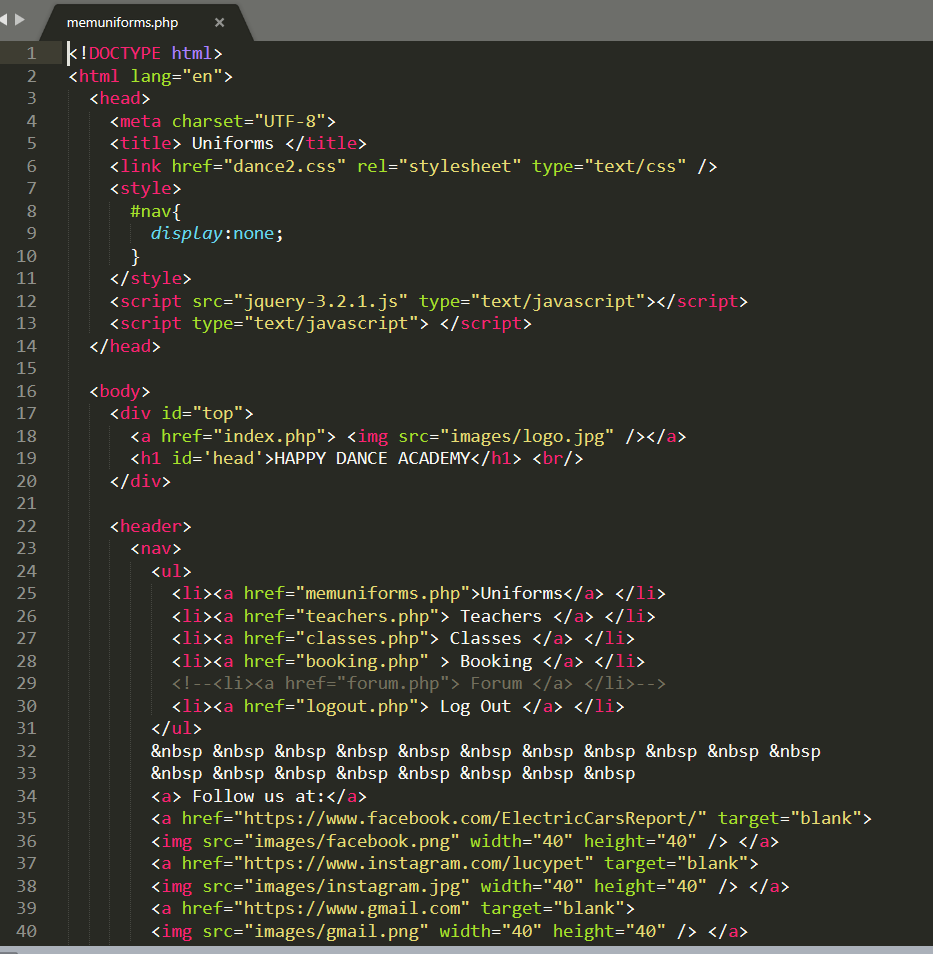 memuniforms.php ×
1 <!DOCTYPE html>
2 <html lang="en">
3 <head>
4 <meta charset="UTF-8">
5 <title> Uniforms </title>
6 <link href="dance2.css" rel="stylesheet" type="text/css" />
7 <style>
8 #nav{
9 display:none;
10 }
11 </style>
12 <script src="jquery-3.2.1.js" type="text/javascript"></script>
13 <script type="text/javascript"> </script>
14 </head>
15
16 <body>
17 <div id="top">
18 <a href="index.php"> <img src="images/logo.jpg" /></a>
19 <h1 id='head'>HAPPY DANCE ACADEMY</h1> <br/>
20 </div>
21
22 <header>
23 <nav>
24 <ul>
25 <li><a href="memuniforms.php">Uniforms</a> </li>
26 <li><a href="teachers.php"> Teachers </a> </li>
27 <li><a href="classes.php"> Classes </a> </li>
28 <li><a href="booking.php" > Booking </a> </li>
29 <!--<li><a href="forum.php"> Forum </a> </li>-->
30 <li><a href="logout.php"> Log Out </a> </li>
31 </ul>
32 &nbsp &nbsp &nbsp &nbsp &nbsp &nbsp &nbsp &nbsp &nbsp &nbsp &nbsp
33 &nbsp &nbsp &nbsp &nbsp &nbsp &nbsp &nbsp &nbsp
34 <a> Follow us at:</a>
35 <a href="https://www.facebook.com/ElectricCarsReport/" target="blank">
36 <img src="images/facebook.png" width="40" height="40" /> </a>
37 <a href="https://www.instagram.com/lucypet" target="blank">
38 <img src="images/instagram.jpg" width="40" height="40" /> </a>
39 <a href="https://www.gmail.com" target="blank">
40 <img src="images/gmail.png" width="40" height="40" /> </a>